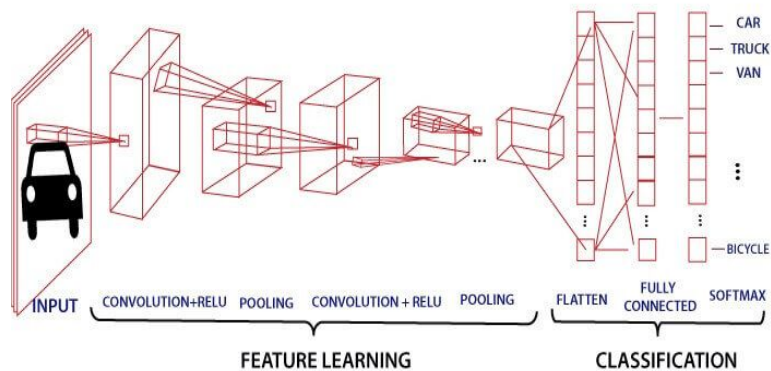 CAR
TRUCK
VAN
BICYCLE
INPUT
CONVOLUTION+RELU
POOLING
CONVOLUTION + RELU
POOLING
FLATTEN
FULLY
CONNECTED
SOFTMAX
FEATURE LEARNING
CLASSIFICATION